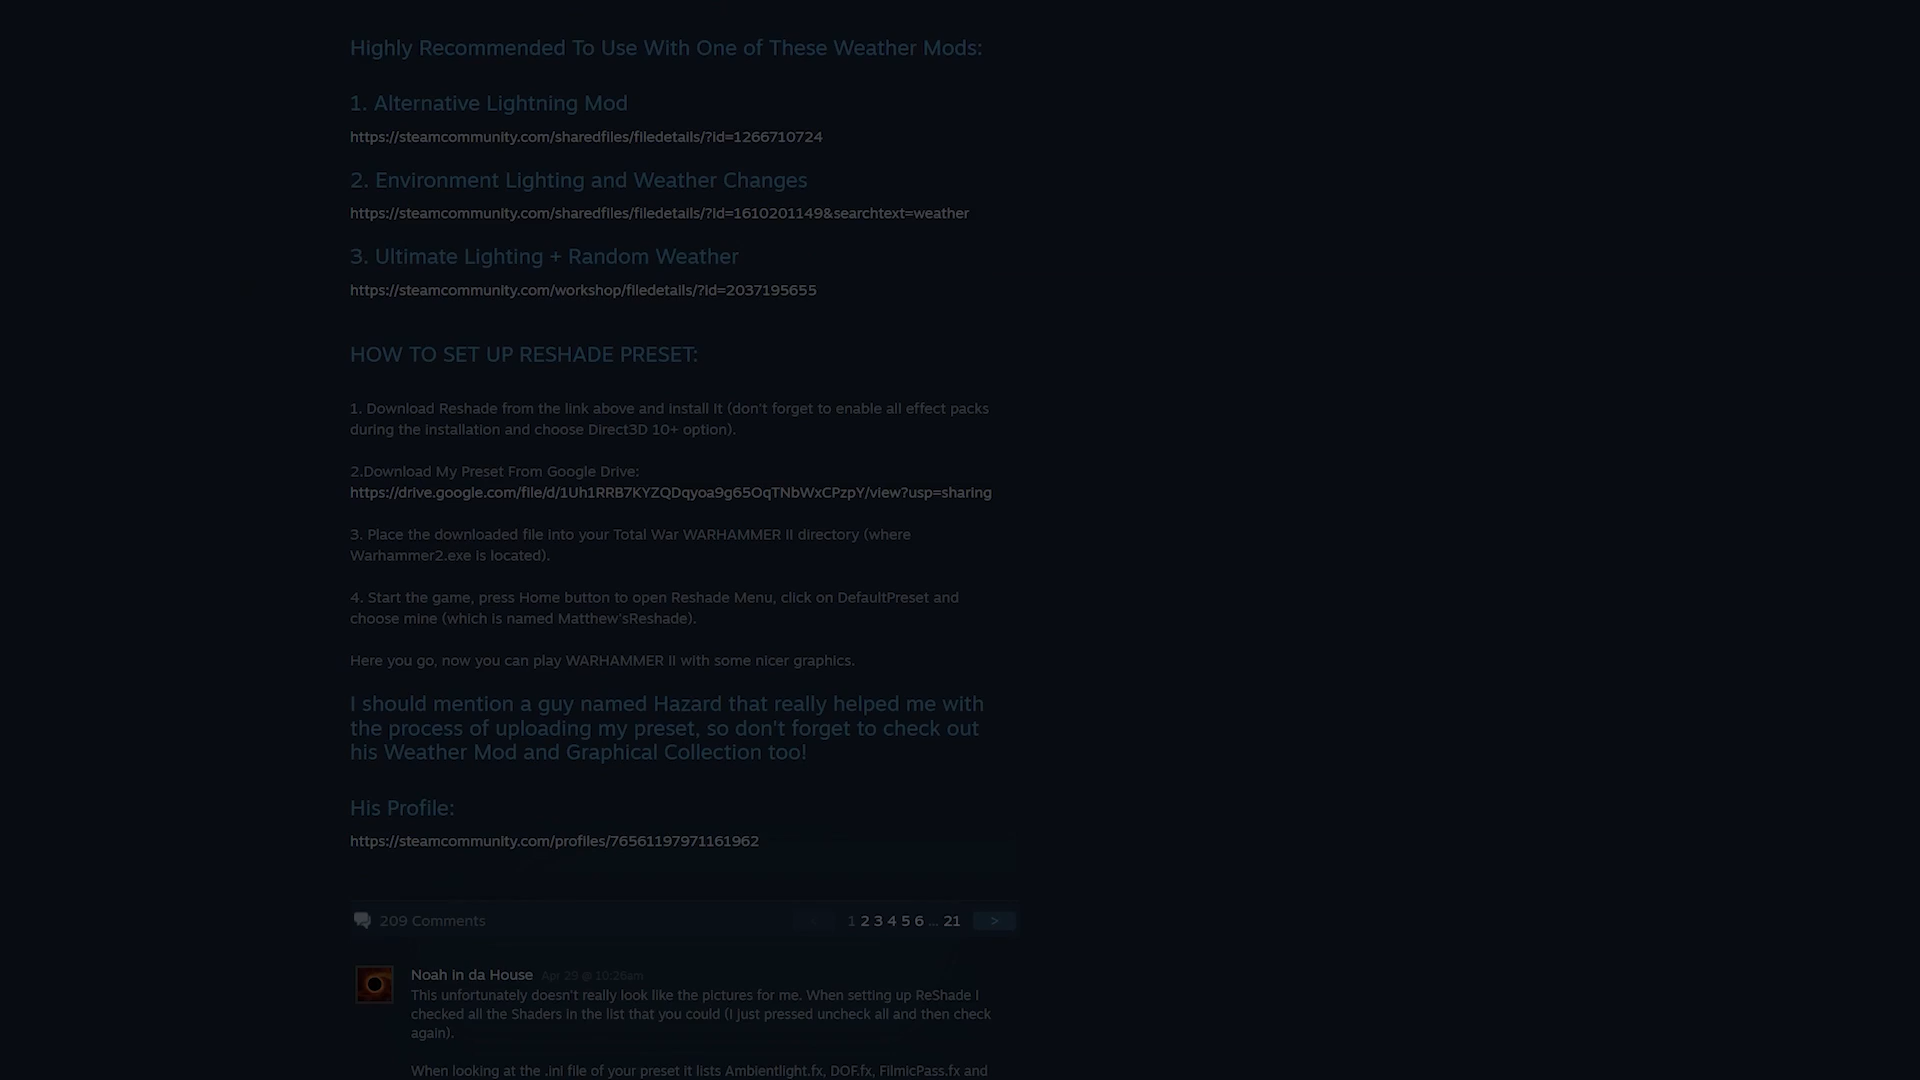 Highly Recommended To Use With One of These Weather Mods:
1. Alternative Lightning Mod
https://steamcommunity.com/sharedfiles/filedetails/?id=1266710724
2. Environment Lighting and Weather Changes
https://steamcommunity.com/sharedfiles/filedetails/?id=1610201149&searchtext=weather
3. Ultimate Lighting + Random Weather
https://steamcommunity.com/workshop/filedetails/?id=2037195655
HOW TO SET UP RESHADE PRESET:
1. Download Reshade from the link above and install it (don't forget to enable all effect packs
during the installation and choose Direct3D 10+ option).
2.Download My Preset From Google Drive:
https://drive.google.com/file/d/1Uh1RRB7KYZQDqyoa9g65OqTNbWxCPzpY/view?usp=sharing
3. Place the downloaded file into your Total War WARHAMMER II directory (where
Warhammer2.exe is located).
4. Start the game, press Home button to open Reshade Menu, click on DefaultPreset and
choose mine (which is named Matthew'sReshade).
Here you go, now you can play WARHAMMER II with some nicer graphics.
I should mention a guy named Hazard that really helped me with
the process of uploading my preset, so don't forget to check out
his Weather Mod and Graphical Collection too!
His Profile:
https://steamcommunity.com/profiles/76561197971161962
209 Comments < 1 2 3 4 5 6 ... 21 >
Noah in da House Apr 29 @ 10:26am
This unfortunately doesn't really look like the pictures for me. When setting up ReShade I
checked all the Shaders in the list that you could (I just pressed uncheck all and then check
again).
When looking at the .ini file of your preset it lists Ambientlight.fx, DOF.fx, FilmicPass.fx and